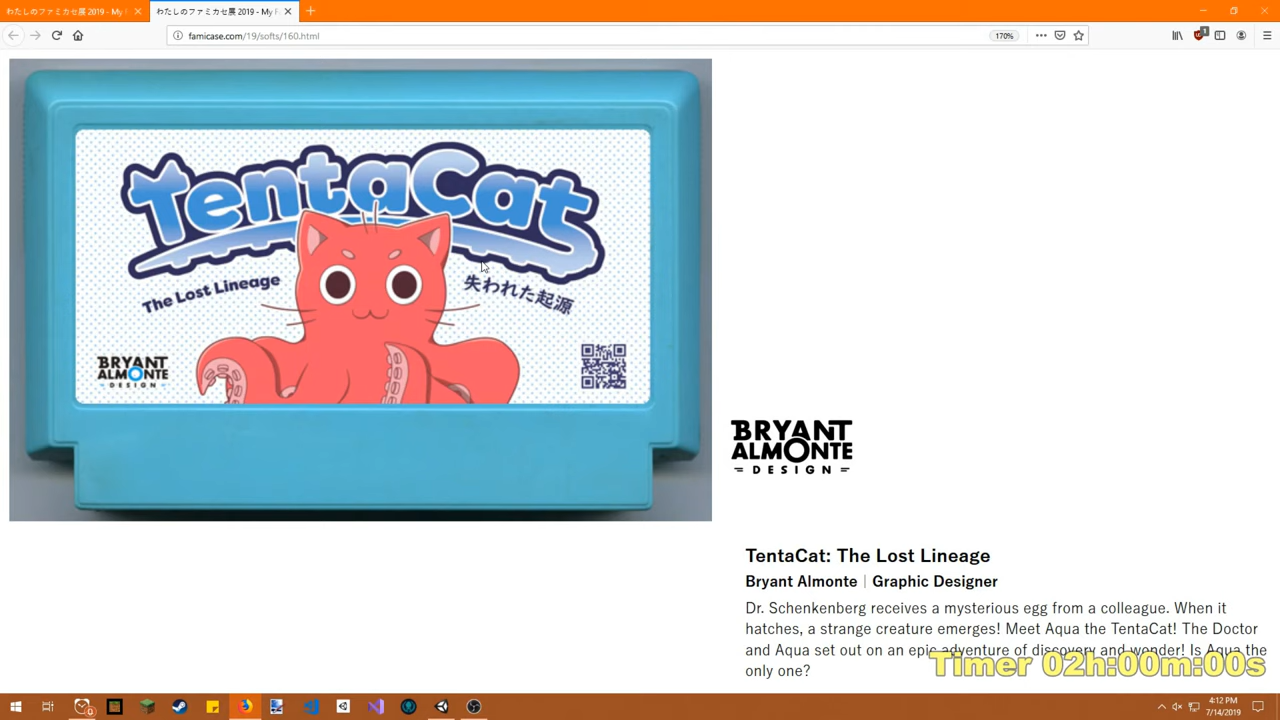 わたしのファミカセ展 2019 - My F
わたしのファミカセ展 2019 - My F
famicase.com/19/softs/160.html
170%
TentaCat
The Lost Lineage
失われた起源
BRYANT
ALMONTE
DESIGN
BRYANT
ALMONTE
DESIGN
TentaCat: The Lost Lineage
Bryant Almonte | Graphic Designer
Dr. Schenkenberg receives a mysterious egg from a colleague. When it
hatches, a strange creature emerges! Meet Aqua the TentaCat! The Doctor
and Aqua set out on an epic adventure of discovery and wonder! Is Aqua the
only one?
Timer 02h:00m:00s
4:12 PM
7/14/2019